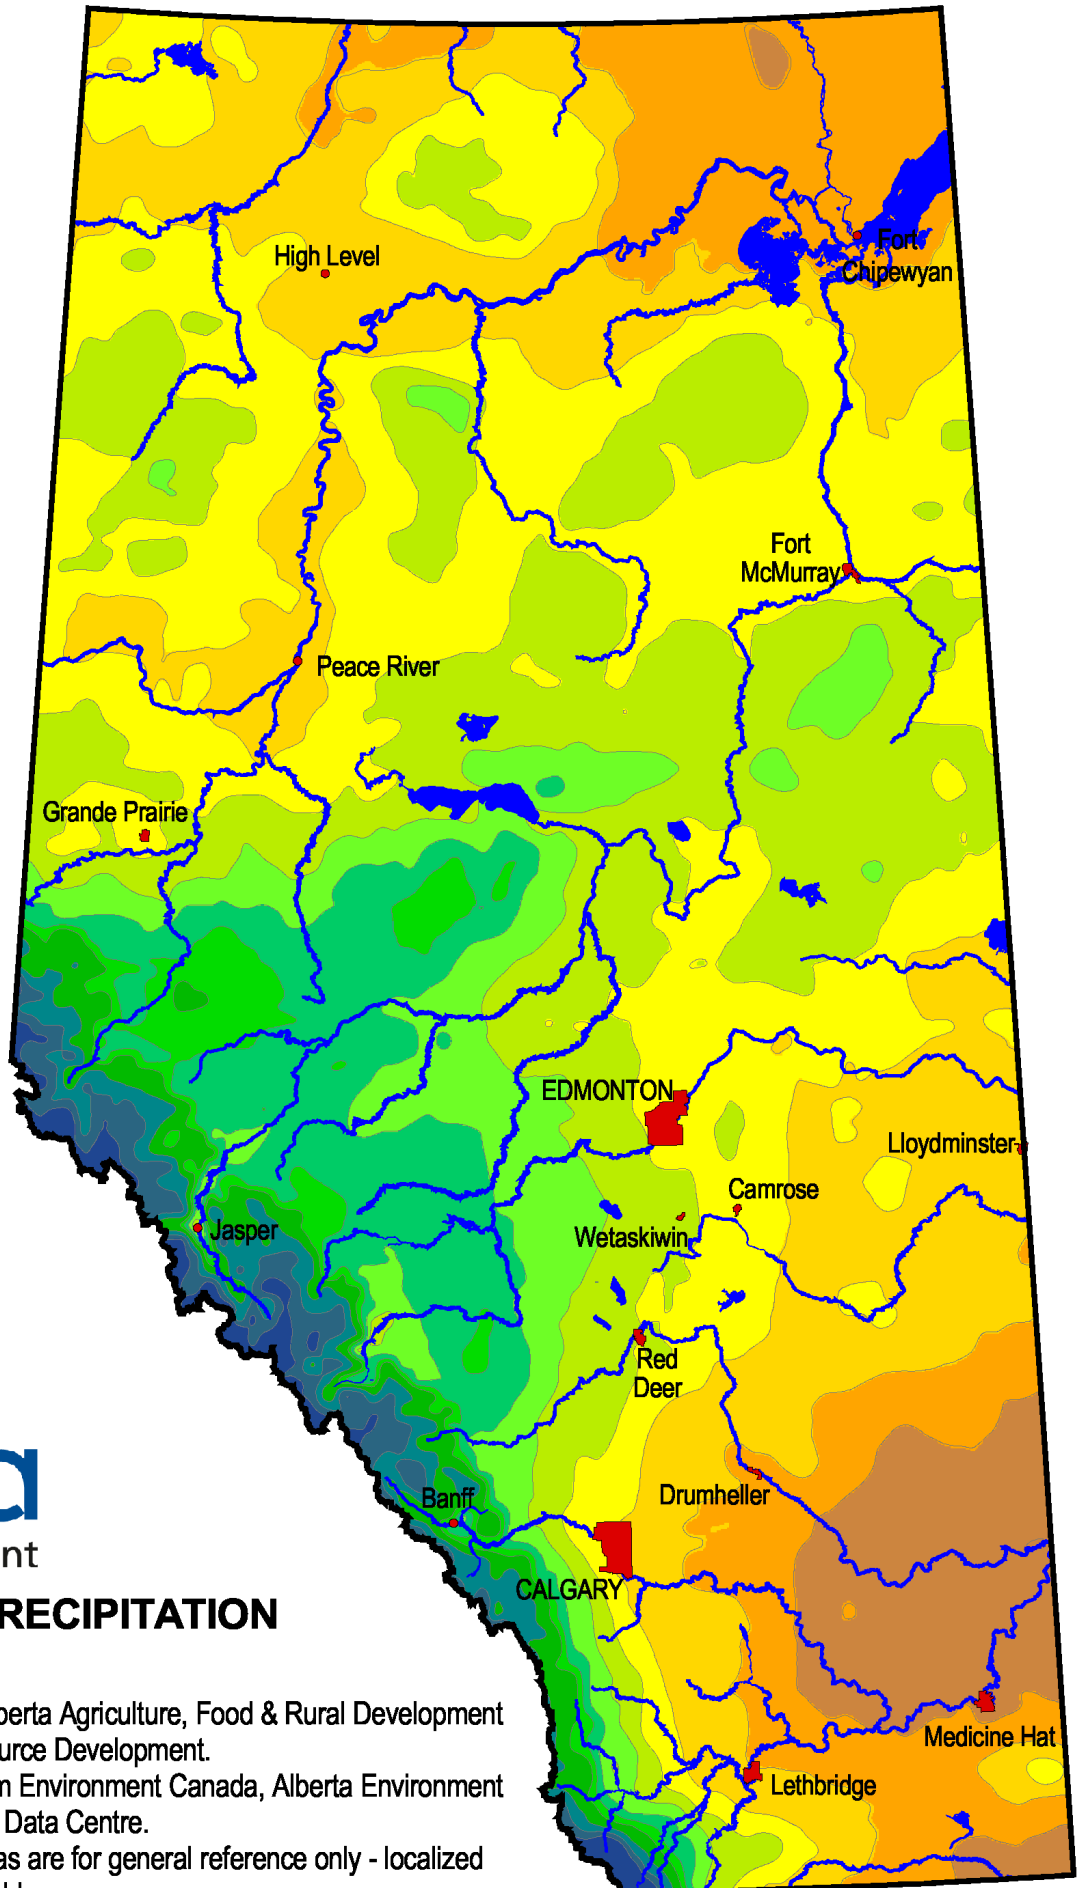 High Level
Fort
Chipewyan
Fort
McMurray
Peace River
Grande Prairie
EDMONTON
Lloydminster
Camrose
Jasper
Wetaskiwin
Red
Deer
a
Drumheller
Banff
nt
CALGARY
RECIPITATION
perta Agriculture, Food & Rural Development
Medicine Hat
ource Development.
m Environment Canada, Alberta Environment
Lethbridge
Data Centre.
as are for general reference only - localized